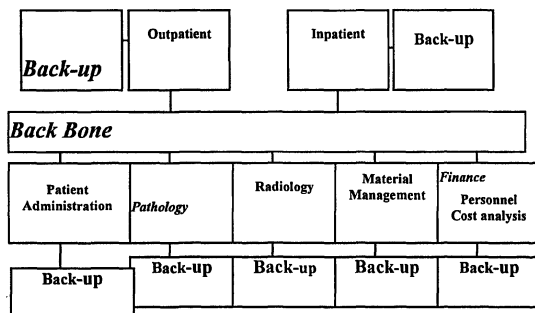 Back-up
Outpatient
Inpatient
Back-up
Back Bone
Patient
Administration
Pathology
Radiology
Material
Management
Finance
Personnel
Cost analysis
Back-up
Back-up
Back-up
Back-up
Back-up